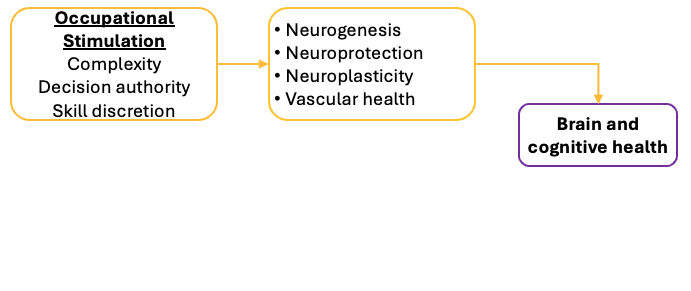 Occupational
Stimulation
Complexity
Decision authority
Skill discretion
• Neurogenesis
• Neuroprotection
• Neuroplasticity
• Vascular health
Brain and
cognitive health